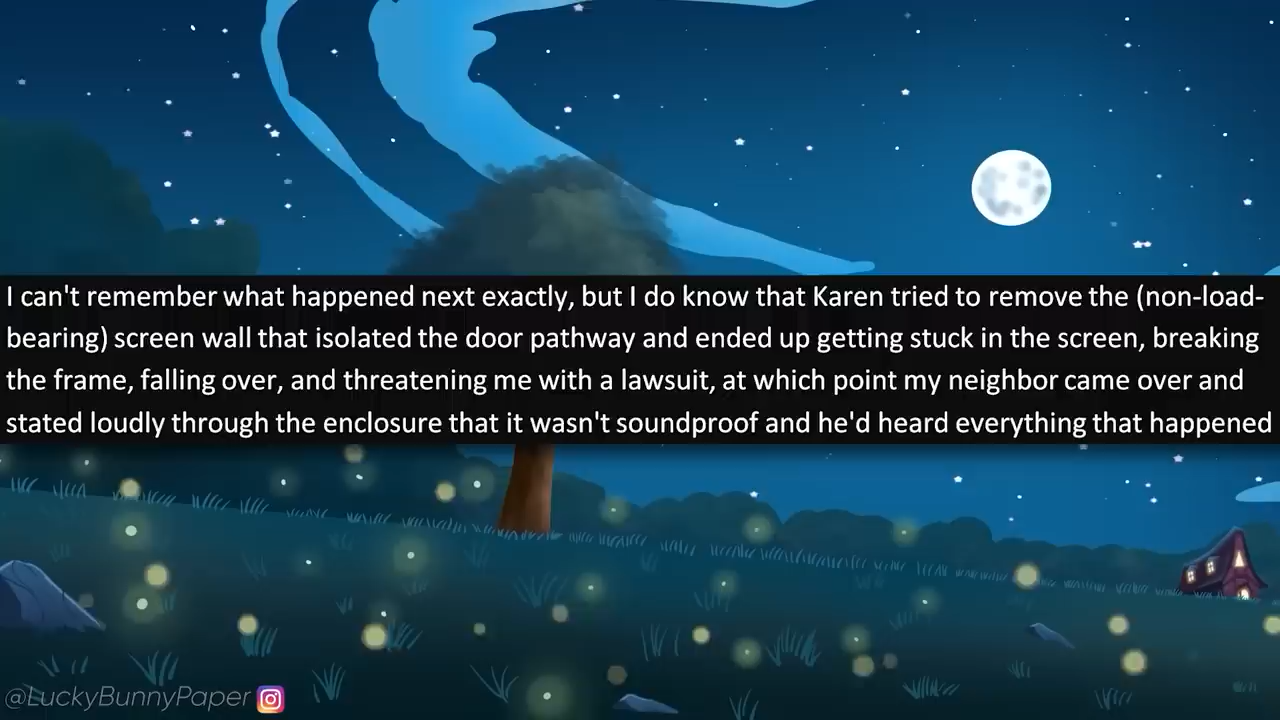 I can't remember what happened next exactly, but I do know that Karen tried to remove the (non-load-
bearing) screen wall that isolated the door pathway and ended up getting stuck in the screen, breaking
the frame, falling over, and threatening me with a lawsuit, at which point my neighbor came over and
stated loudly through the enclosure that it wasn't soundproof and he'd heard everything that happened
@LuckyBunnyPaper